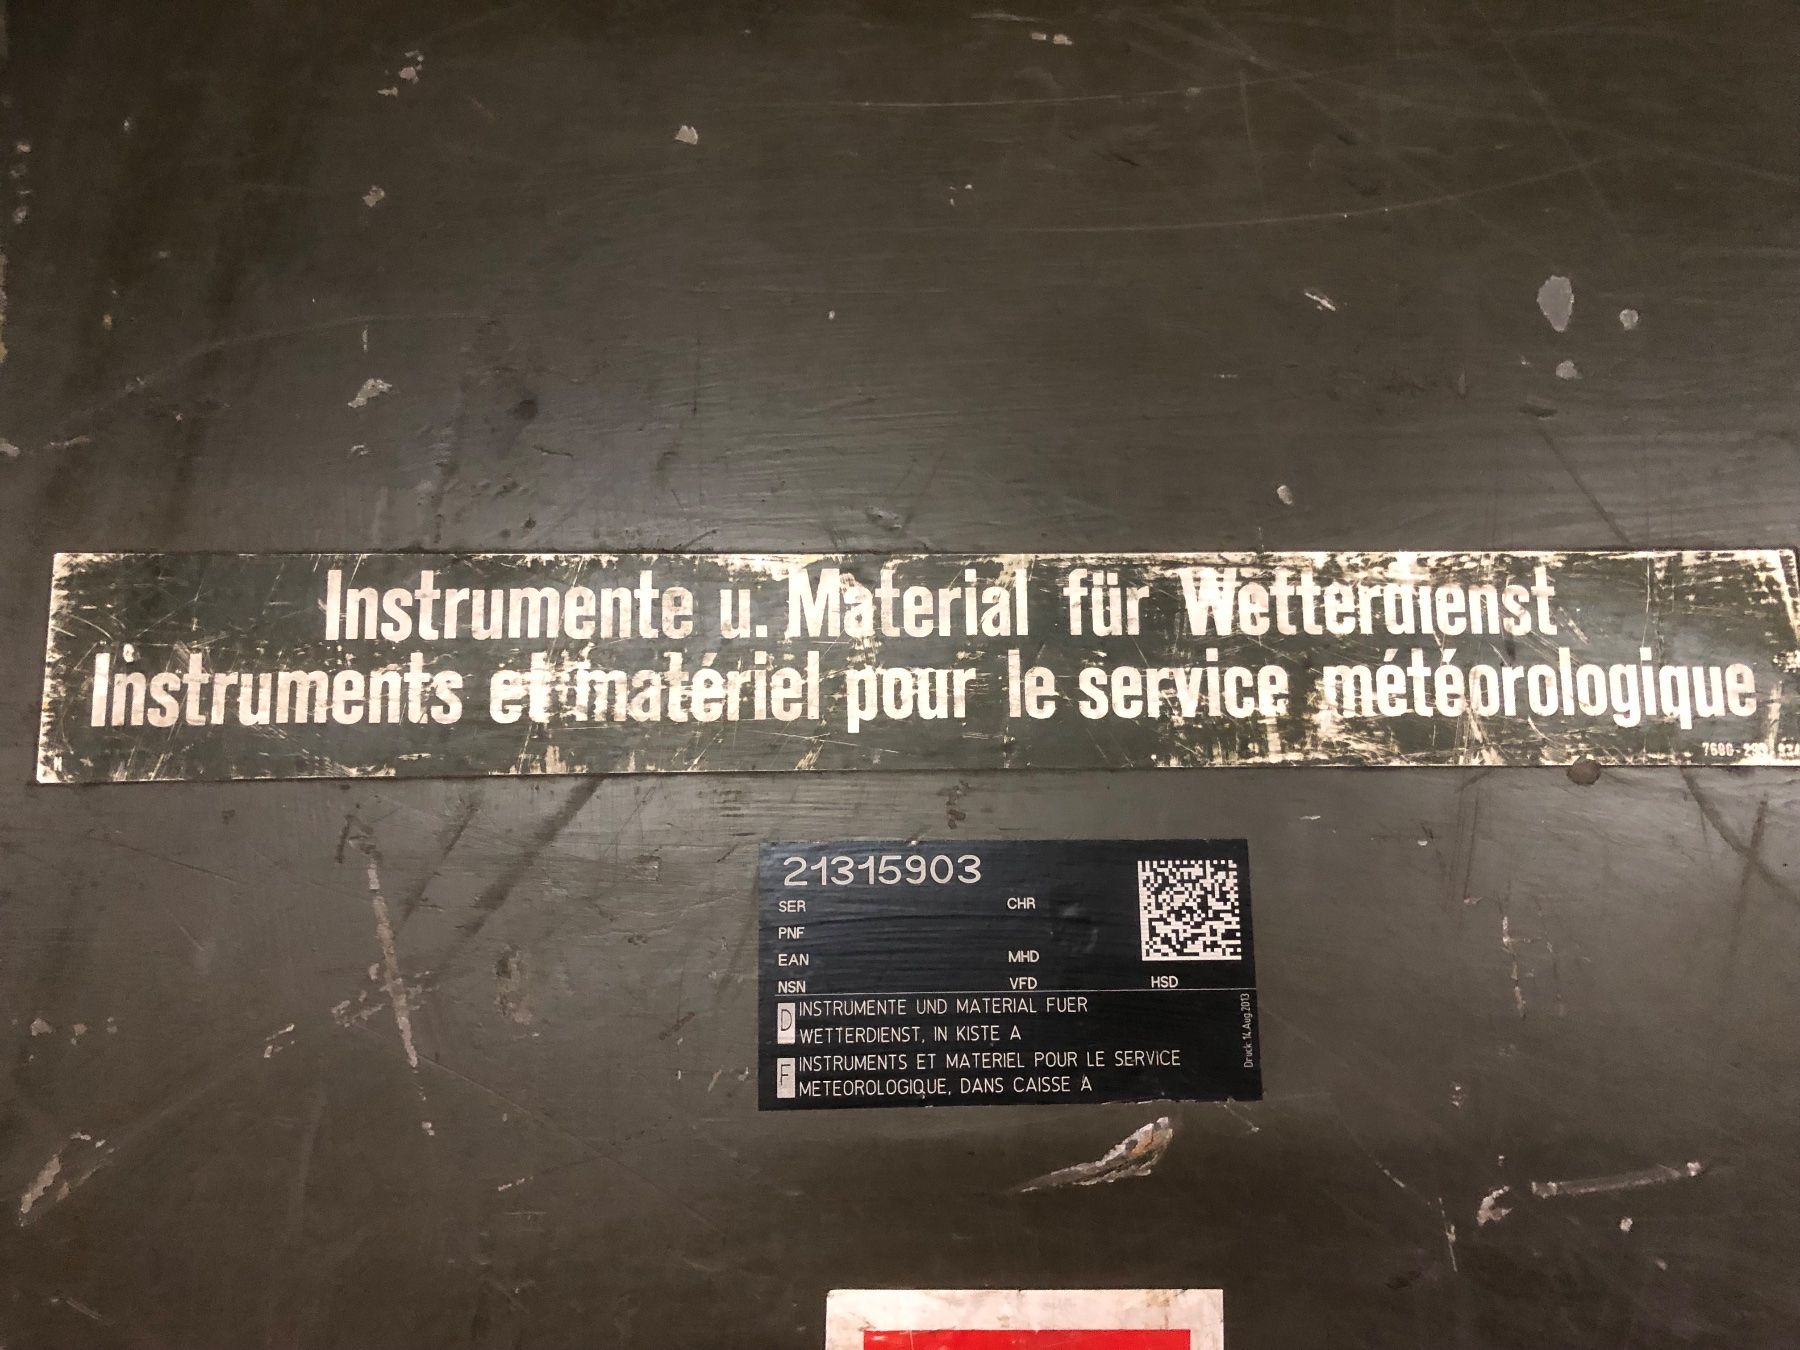 Instrumente u. Material für Wetterdienst
Instruments et matériel pour le service météorologique
N
21315903
SER CHR
PNF
EAN MHD
NSN VFD HSD
D INSTRUMENTE UND MATERIAL FUER
WETTERDIENST, IN KISTE A
F INSTRUMENTS ET MATERIEL POUR LE SERVICE
METEOROLOGIQUE, DANS CAISSE A
Druck: 14.Aug.2013